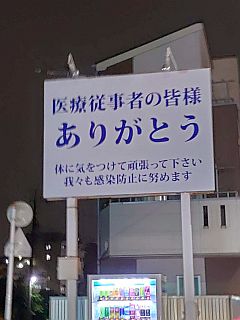 医療従事者の皆様
ありがとう
体に気をつけて頑張って下さい
我々も感染防止に努めます